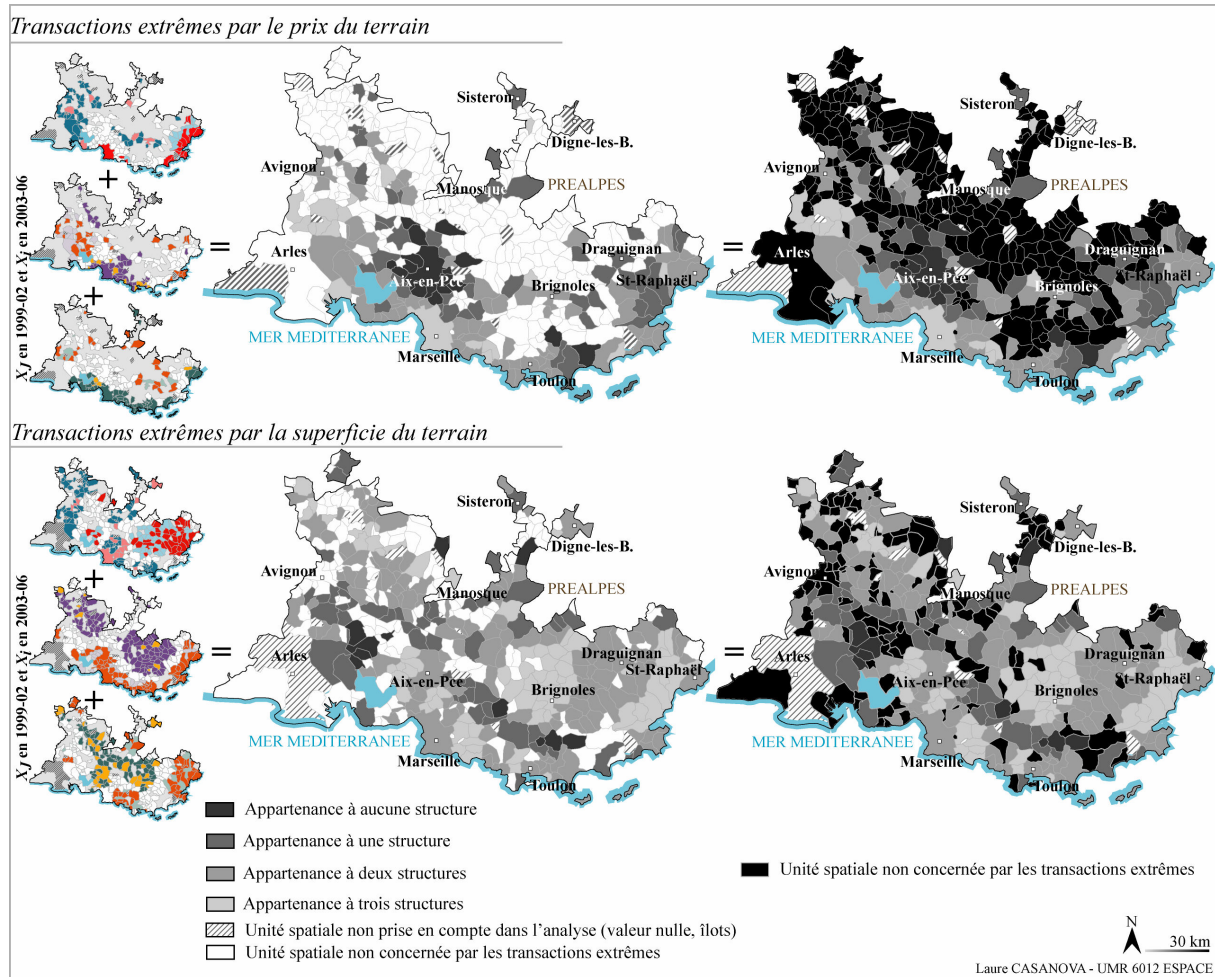 Transactions extrêmes par le prix du terrain
X_J en 1999-02 et X_i en 2003-06
+
+
=
Sisteron
Digne-les-B.
Avignon
Manosque
PREALPES
Arles
Draguignan
Aix-en-Pce
St-Raphaël
Brignoles
MER MEDITERRANEE
Marseille
Toulon
=
Sisteron
Digne-les-B.
Avignon
Manosque
PREALPES
Arles
Draguignan
Aix-en-Pce
St-Raphaël
Brignoles
MER MEDITERRANEE
Marseille
Toulon
Transactions extrêmes par la superficie du terrain
X_J en 1999-02 et X_i en 2003-06
+
+
=
Sisteron
Digne-les-B.
Avignon
Manosque
PREALPES
Arles
Draguignan
St-Raphaël
Aix-en-Pce
Brignoles
MER MEDITERRANEE
Marseille
Toulon
=
Sisteron
Digne-les-B.
Avignon
Manosque
PREALPES
Arles
Draguignan
Aix-en-Pce
St-Raphaël
Brignoles
MER MEDITERRANEE
Marseille
Toulon
Appartenance à aucune structure
Appartenance à une structure
Appartenance à deux structures
Appartenance à trois structures
Unité spatiale non prise en compte dans l'analyse (valeur nulle, îlots)
Unité spatiale non concernée par les transactions extrêmes
Unité spatiale non concernée par les transactions extrêmes
N
30 km
Laure CASANOVA - UMR 6012 ESPACE